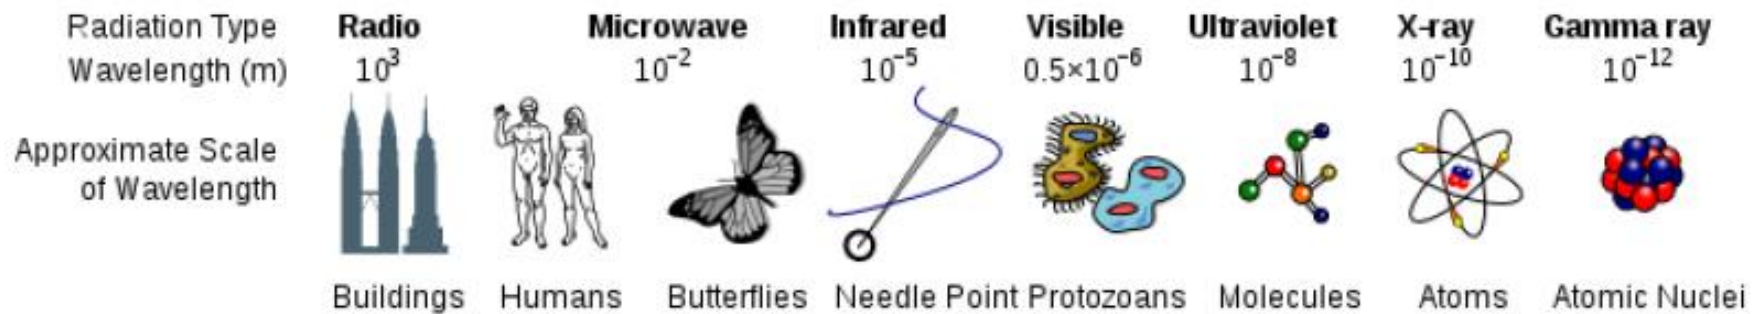 Radiation Type Radio Microwave Infrared Visible Ultraviolet X-ray Gamma ray
Wavelength (m) 10³ 10⁻² 10⁻⁵ 0.5×10⁻⁶ 10⁻⁸ 10⁻¹⁰ 10⁻¹²
Approximate Scale
of Wavelength
Buildings Humans Butterflies Needle Point Protozoans Molecules Atoms Atomic Nuclei